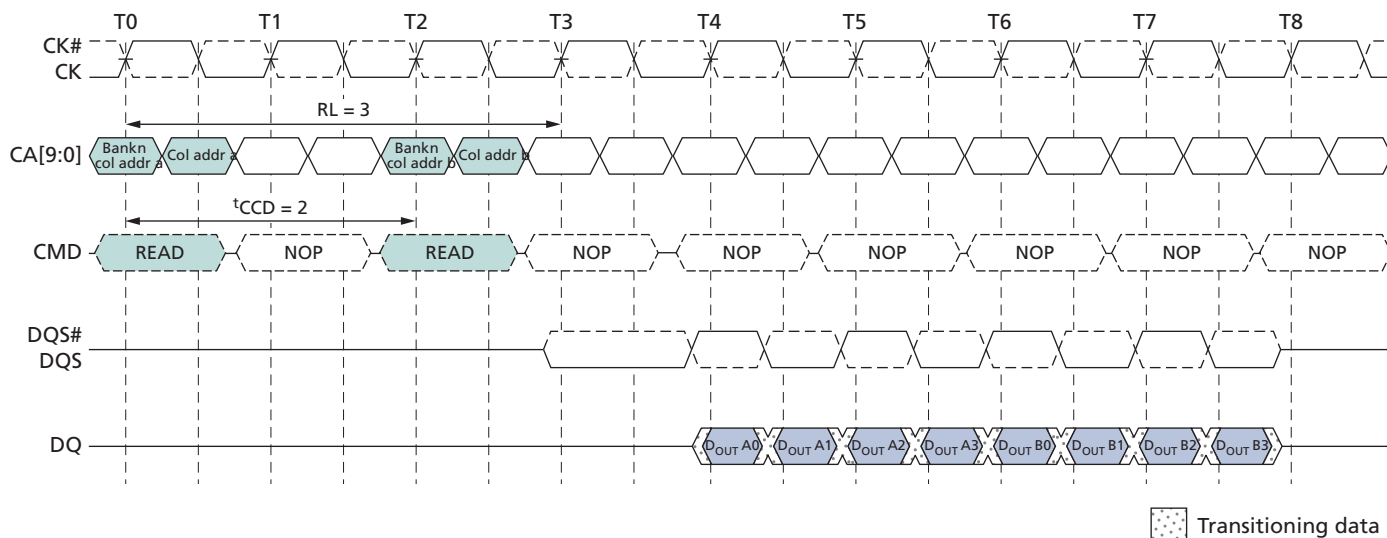 T0 T1 T2 T3 T4 T5 T6 T7 T8
CK#
CK
RL = 3
CA[9:0]
Bankn
col addr a
Col addr a
Bankn
col addr b
Col addr b
tCCD = 2
CMD READ NOP READ NOP NOP NOP NOP NOP NOP
DQS#
DQS
DQ DOUT A0 DOUT A1 DOUT A2 DOUT A3 DOUT B0 DOUT B1 DOUT B2 DOUT B3
Transitioning data